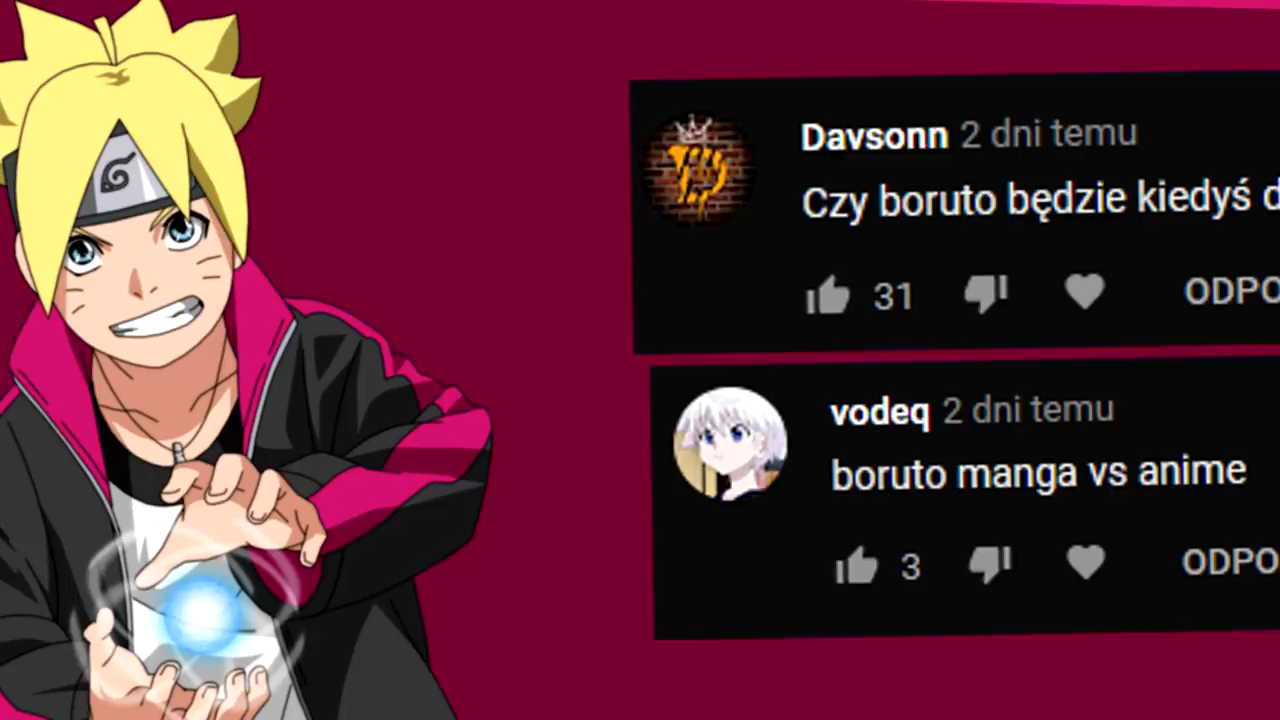 Davsonn 2 dni temu
Czy boruto będzie kiedyś
31
ODPO
vodeq 2 dni temu
boruto manga vs anime
3
ODPO